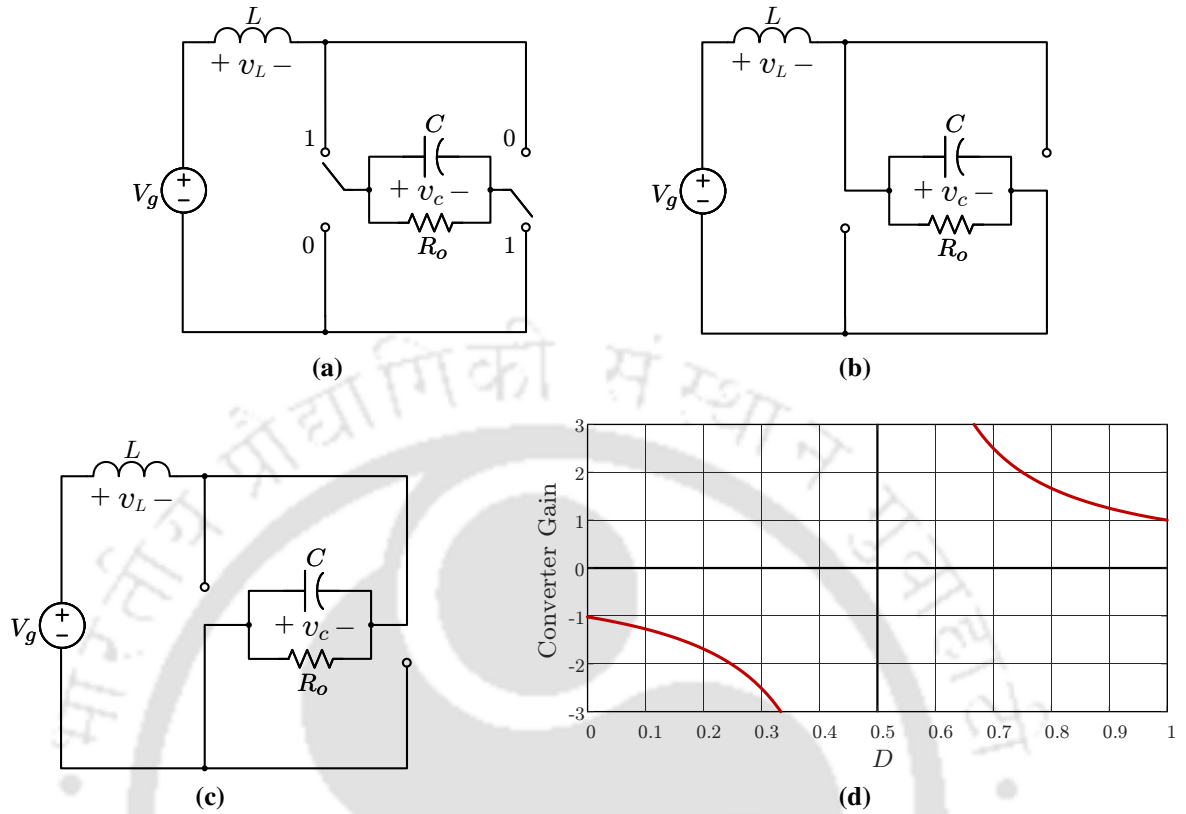 L
+ v_L −
1
0
C
+ v_c −
R_o
0
1
V_g
+
−
(a)
L
+ v_L −
C
+ v_c −
R_o
V_g
+
−
(b)
L
+ v_L −
C
+ v_c −
R_o
V_g
+
−
(c)
Converter Gain
3
2
1
0
-1
-2
-3
0 0.1 0.2 0.3 0.4 0.5 0.6 0.7 0.8 0.9 1
D
(d)
भारतीय प्रौद्योगिकी संस्थान गुवाहाटी